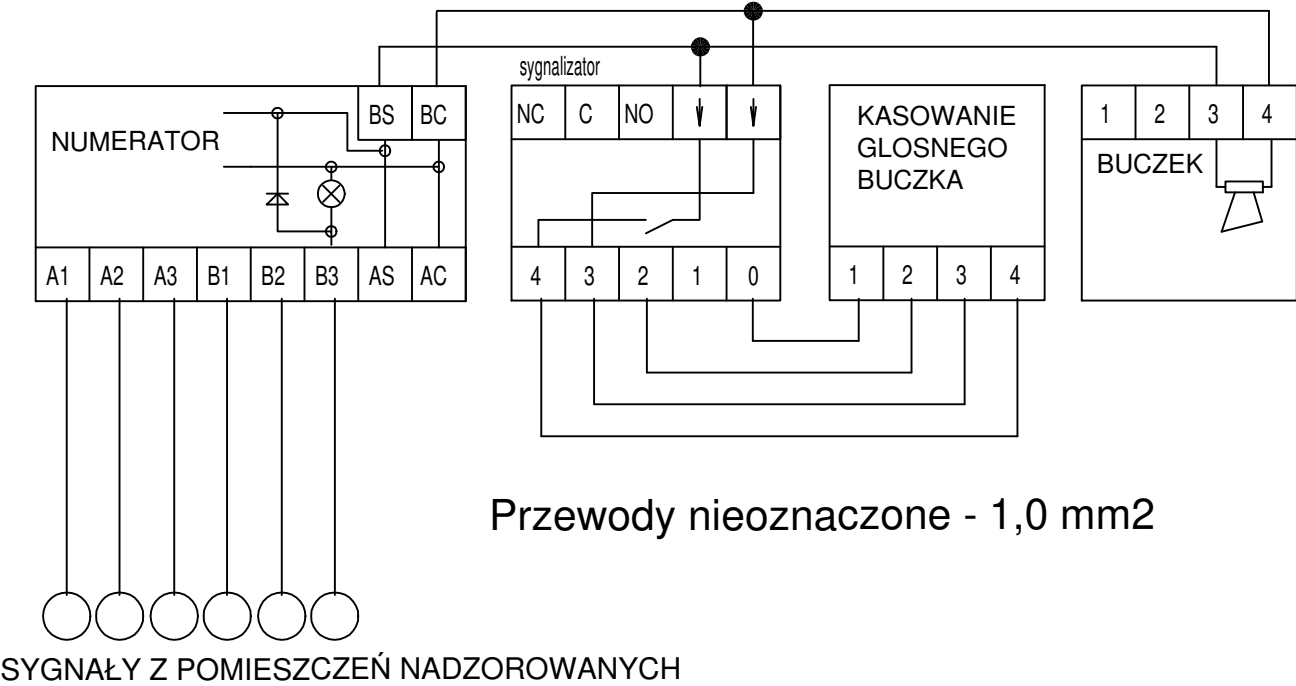 sygnalizator
BS BC
NC C NO
1 2 3 4
NUMERATOR
KASOWANIE
GLOSNEGO
BUCZKA
BUCZEK
A1 A2 A3 B1 B2 B3 AS AC
4 3 2 1 0
1 2 3 4
Przewody nieoznaczone - 1,0 mm2
SYGNAŁY Z POMIESZCZEŃ NADZOROWANYCH